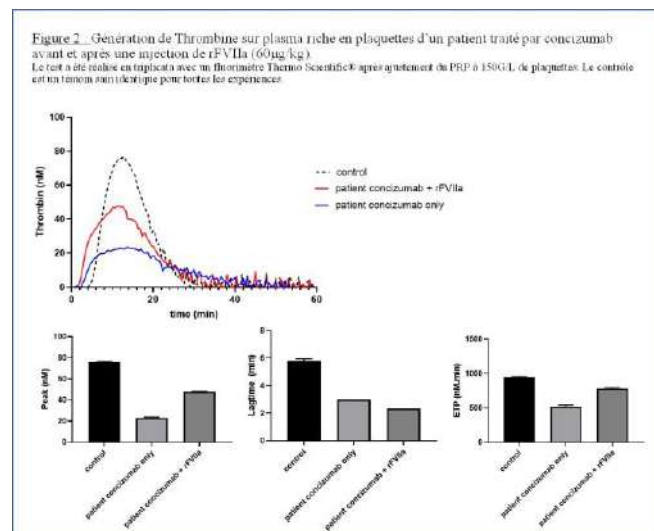 Figure 2 : Génération de Thrombine sur plasma riche en plaquettes d'un patient traité par concizumab
avant et après une injection de rFVIIa (60µg/kg)
Le test a été réalisé en triplicata avec un fluorimètre Thermo Scientific® après ajustement du PRP à 150G/L de plaquettes. Le contrôle
est un témoin sain identique pour toutes les expériences.
100
80
60
40
20
0
Thrombin (nM)
0 20 40 60
time (min)
control
patient concizumab + rFVIIa
patient concizumab only
100
80
60
40
20
0
Peak (nM)
control
patient concizumab only
patient concizumab + rFVIIa
8
6
4
2
0
Lagtime (min)
control
patient concizumab only
patient concizumab + rFVIIa
1500
1000
500
0
ETP (nM.min)
control
patient concizumab only
patient concizumab + rFVIIa